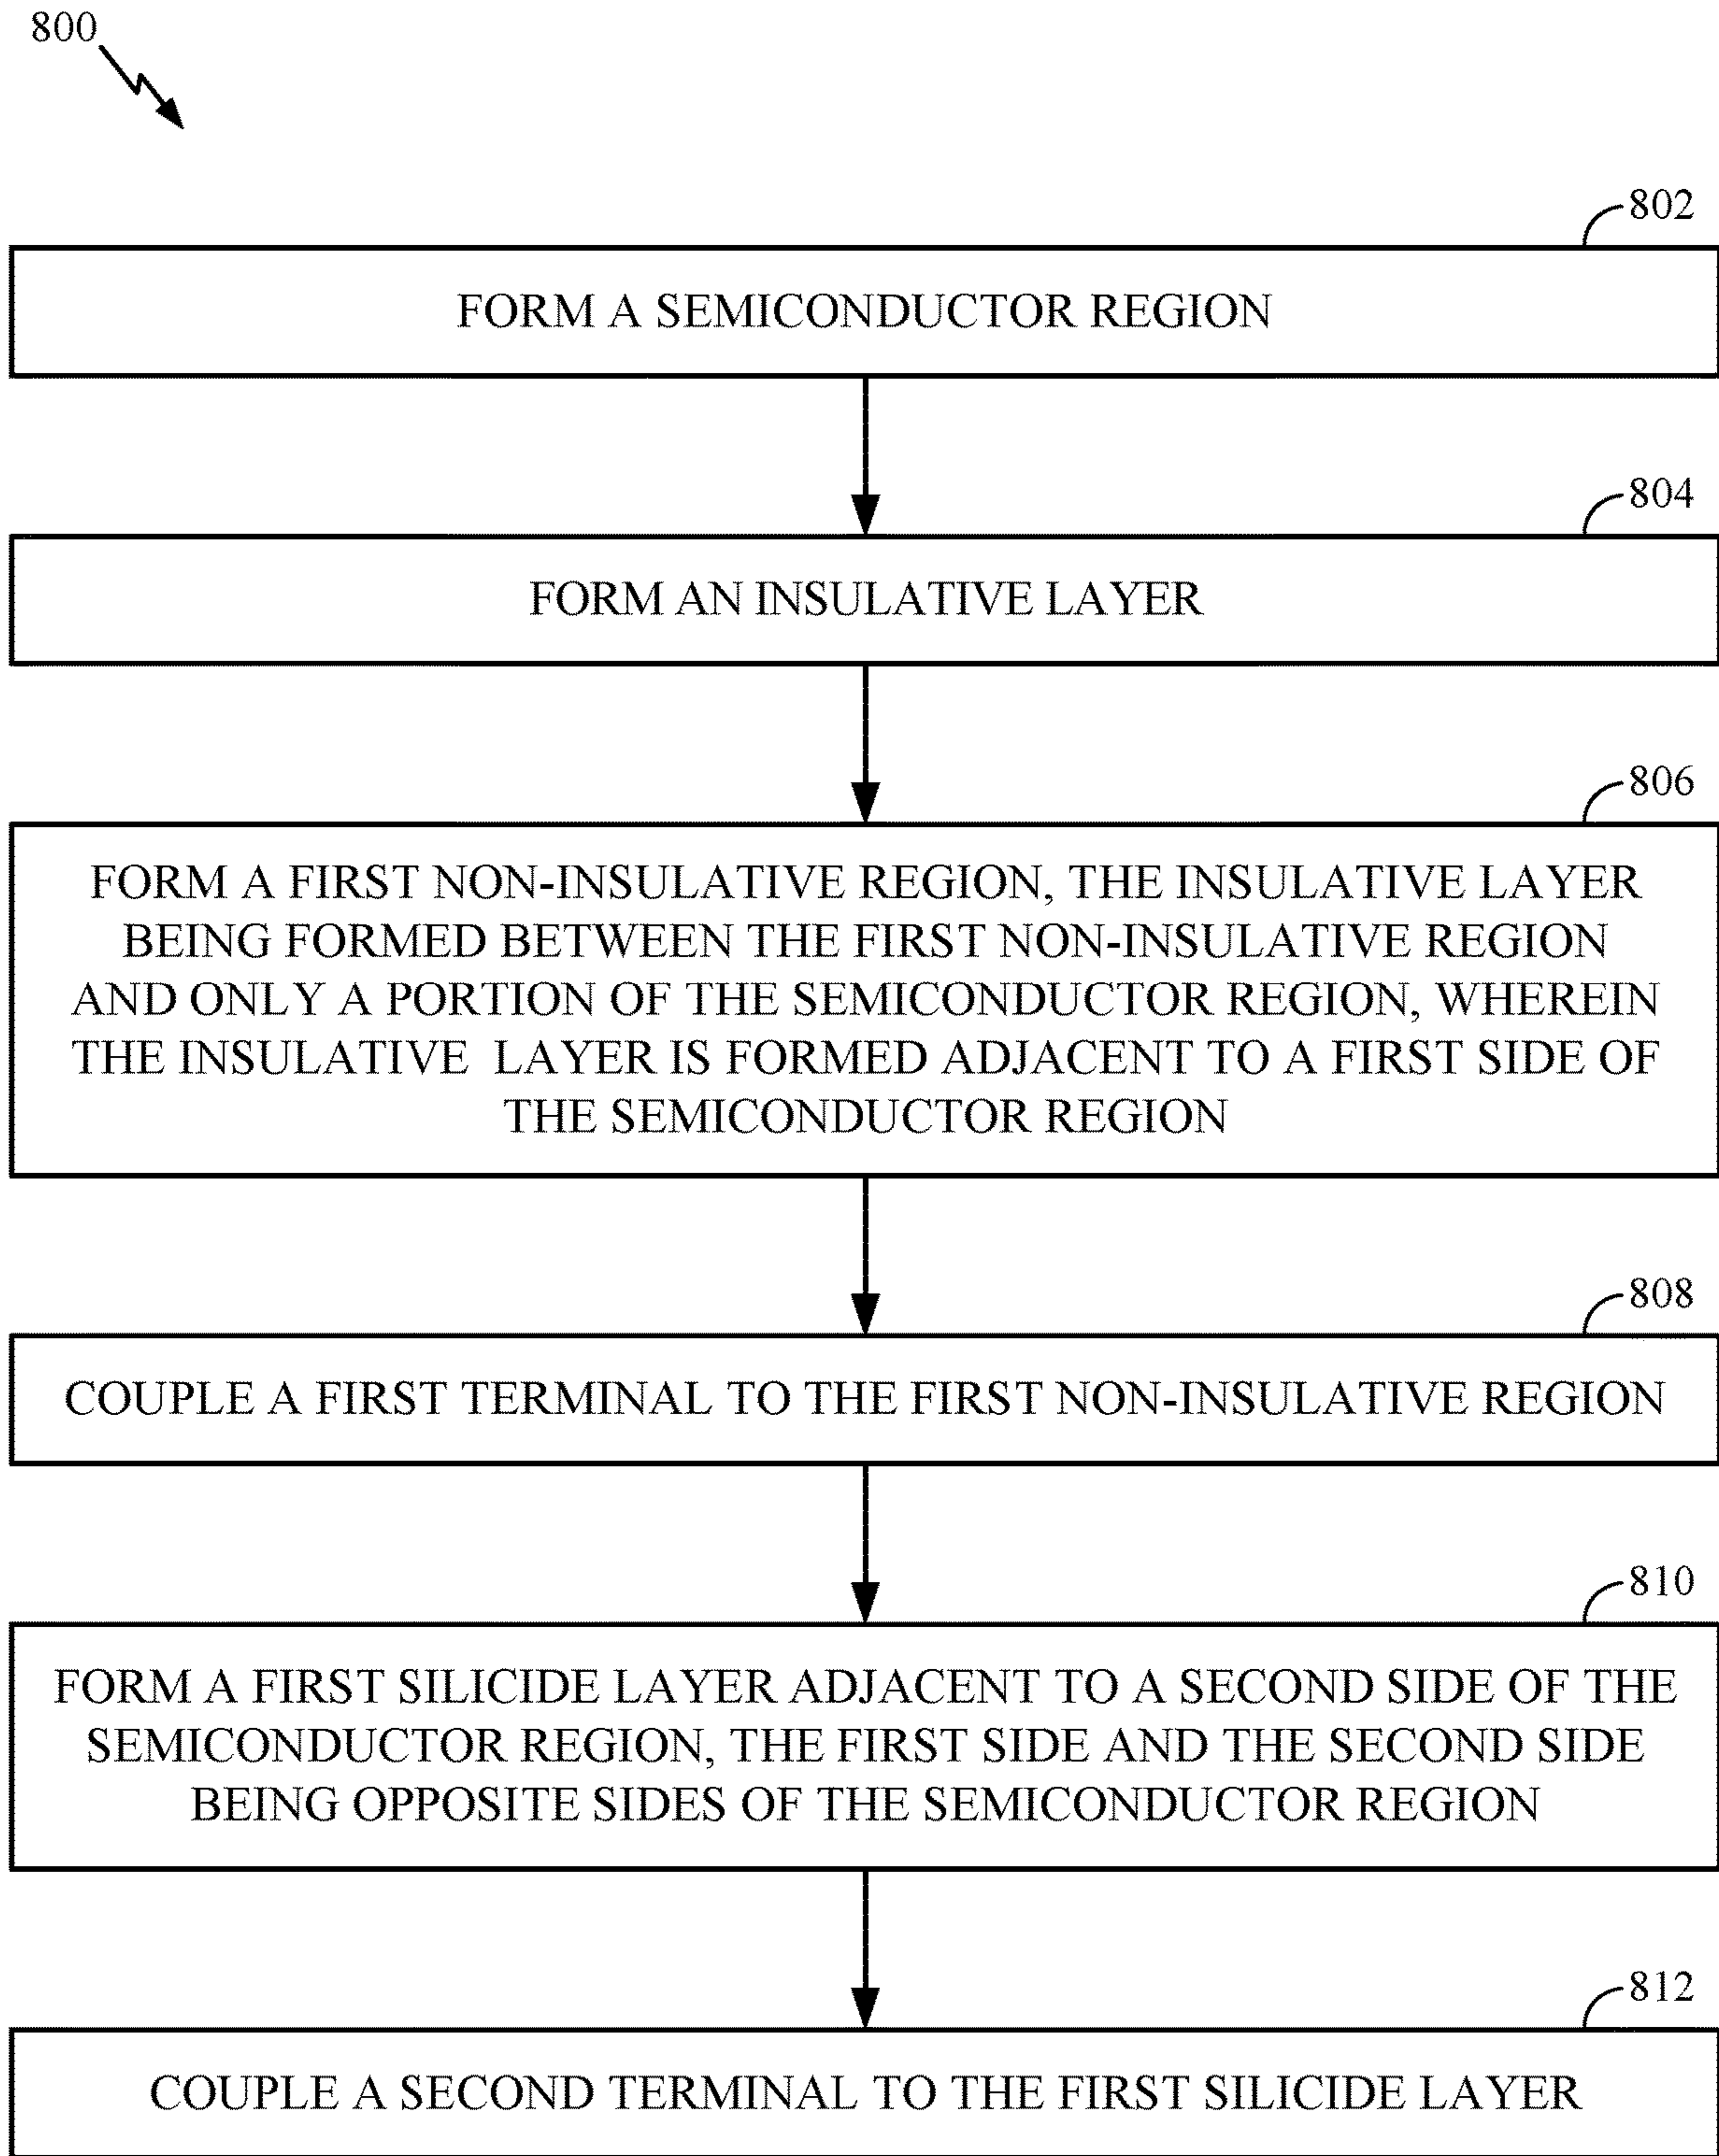 800
802
FORM A SEMICONDUCTOR REGION
804
FORM AN INSULATIVE LAYER
806
FORM A FIRST NON-INSULATIVE REGION, THE INSULATIVE LAYER
BEING FORMED BETWEEN THE FIRST NON-INSULATIVE REGION
AND ONLY A PORTION OF THE SEMICONDUCTOR REGION, WHEREIN
THE INSULATIVE LAYER IS FORMED ADJACENT TO A FIRST SIDE OF
THE SEMICONDUCTOR REGION
808
COUPLE A FIRST TERMINAL TO THE FIRST NON-INSULATIVE REGION
810
FORM A FIRST SILICIDE LAYER ADJACENT TO A SECOND SIDE OF THE
SEMICONDUCTOR REGION, THE FIRST SIDE AND THE SECOND SIDE
BEING OPPOSITE SIDES OF THE SEMICONDUCTOR REGION
812
COUPLE A SECOND TERMINAL TO THE FIRST SILICIDE LAYER